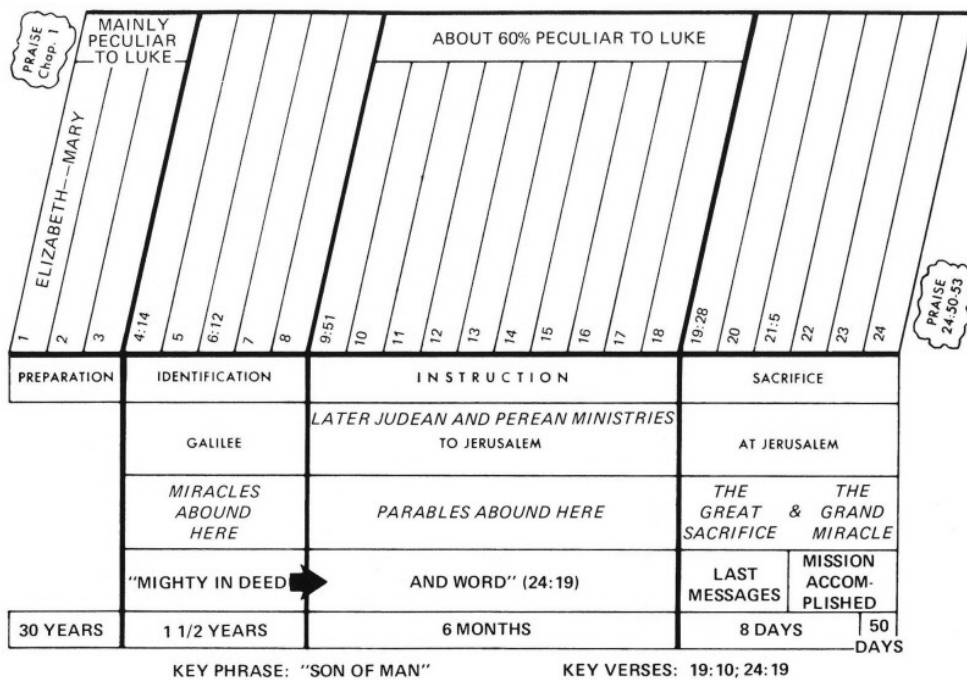 PRAISE
Chap. 1
MAINLY
PECULIAR
TO LUKE
ABOUT 60% PECULIAR TO LUKE
ELIZABETH---MARY
PRAISE
24:50-53
1 2 3 4:14 5 6:12 7 8 9:51 10 11 12 13 14 15 16 17 18 19:28 20 21:5 22 23 24
PREPARATION IDENTIFICATION INSTRUCTION SACRIFICE
LATER JUDEAN AND PEREAN MINISTRIES
GALILEE TO JERUSALEM AT JERUSALEM
MIRACLES
ABOUND
HERE
PARABLES ABOUND HERE
THE
GREAT
SACRIFICE
&
THE
GRAND
MIRACLE
"MIGHTY IN DEED AND WORD" (24:19)
LAST
MESSAGES
MISSION
ACCOM-
PLISHED
30 YEARS 1 1/2 YEARS 6 MONTHS 8 DAYS 50
DAYS
KEY PHRASE: "SON OF MAN" KEY VERSES: 19:10; 24:19